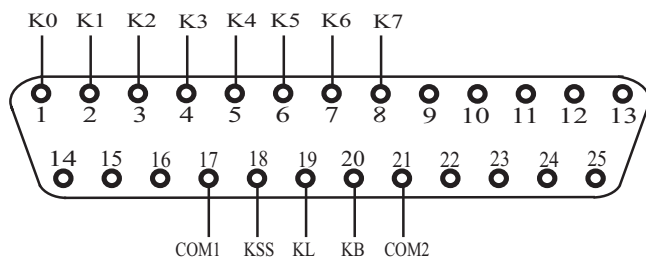 K0 K1 K2 K3 K4 K5 K6 K7
1 2 3 4 5 6 7 8 9 10 11 12 13
14 15 16 17 18 19 20 21 22 23 24 25
COM1 KSS KL KB COM2